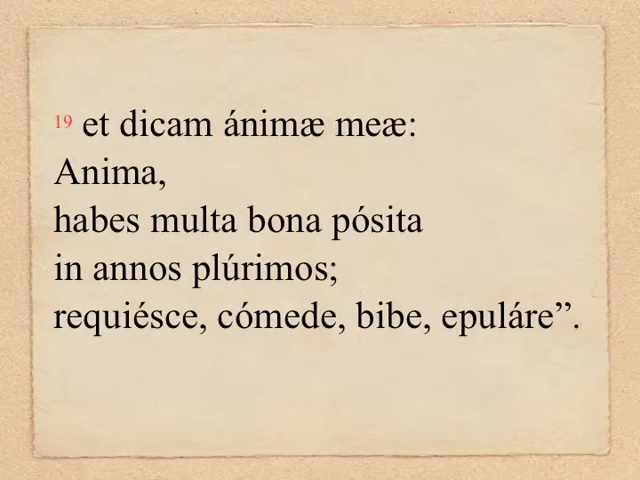 19 et dicam ánimæ meæ:
Anima,
habes multa bona pósita
in annos plúrimos;
requiésce, cómede, bibe, epuláre”.